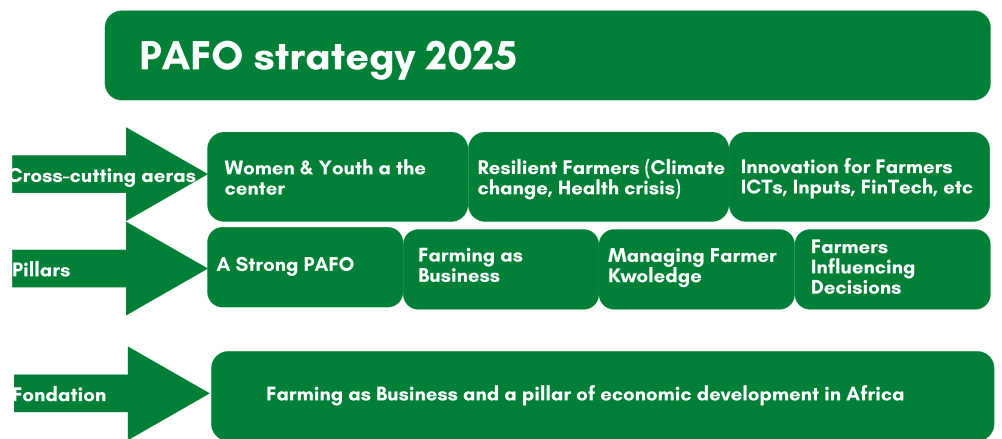 PAFO strategy 2025
Cross-cutting aeras
Women & Youth a the
center
Resilient Farmers (Climate
change, Health crisis)
Innovation for Farmers
ICTs, Inputs, FinTech, etc
Pillars
A Strong PAFO
Farming as
Business
Managing Farmer
Kwoledge
Farmers
Influencing
Decisions
Fondation
Farming as Business and a pillar of economic development in Africa